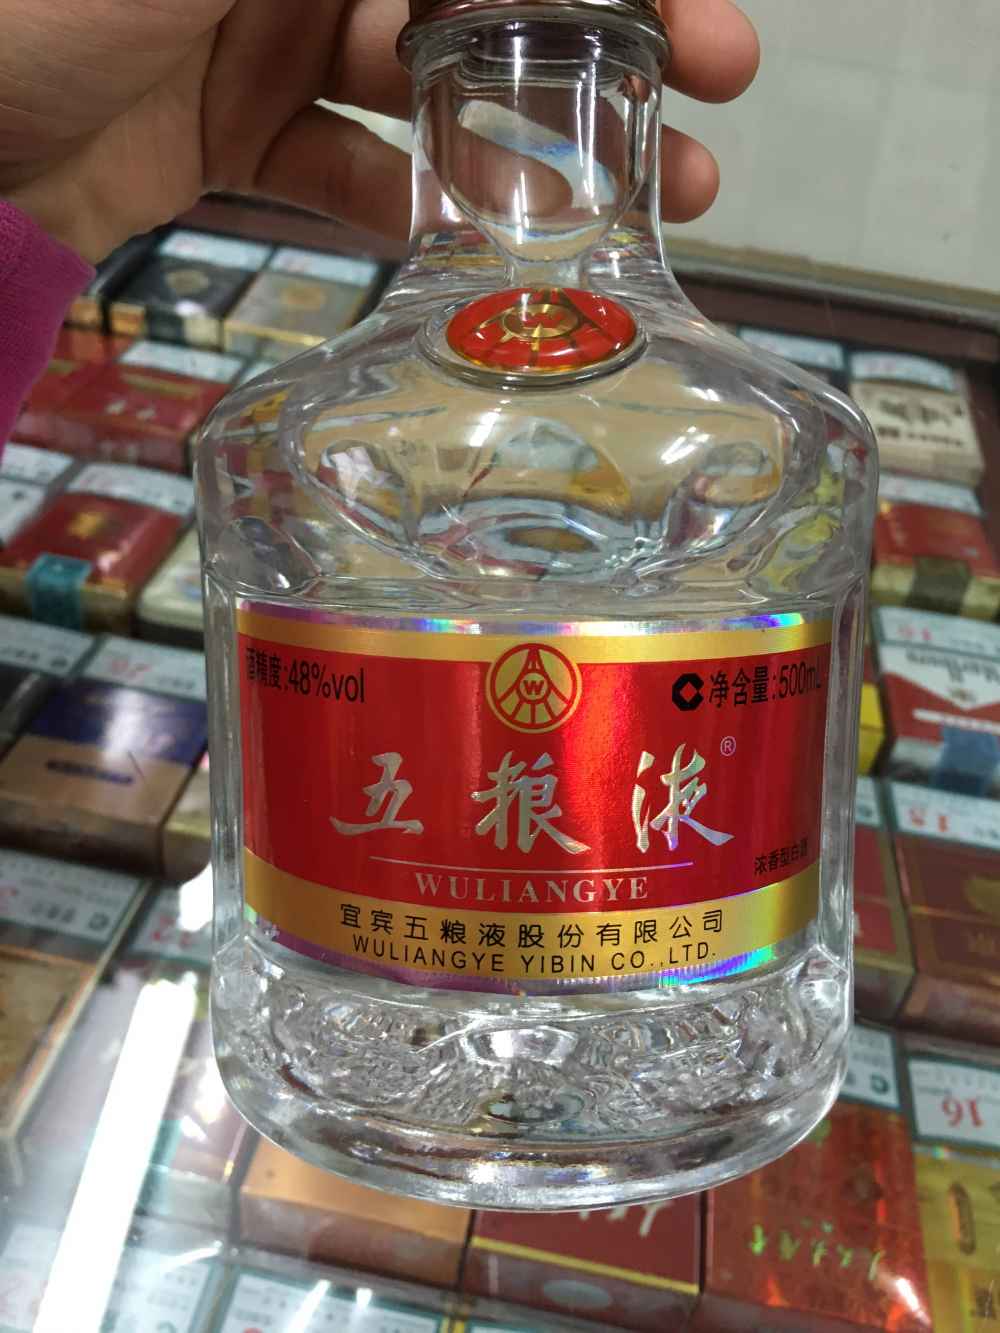 酒精度:48%vol
净含量:500mL
W
五粮液®
浓香型白酒
WULIANGYE
宜宾五粮液股份有限公司
WULIANGYE YIBIN CO.,LTD.
16